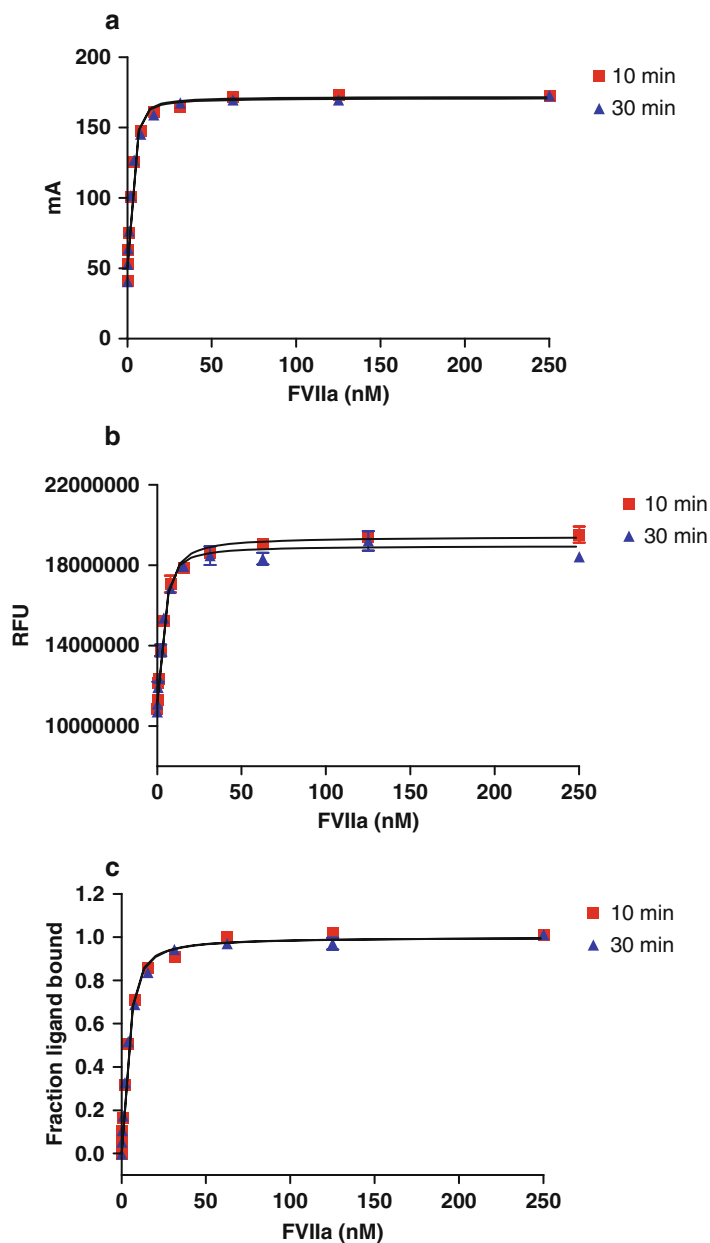 a
200
150
100
50
0
mA
0 50 100 150 200 250
FVIIa (nM)
10 min
30 min
b
22000000
18000000
14000000
10000000
RFU
0 50 100 150 200 250
FVIIa (nM)
10 min
30 min
c
1.2
1.0
0.8
0.6
0.4
0.2
0.0
Fraction ligand bound
0 50 100 150 200 250
FVIIa (nM)
10 min
30 min